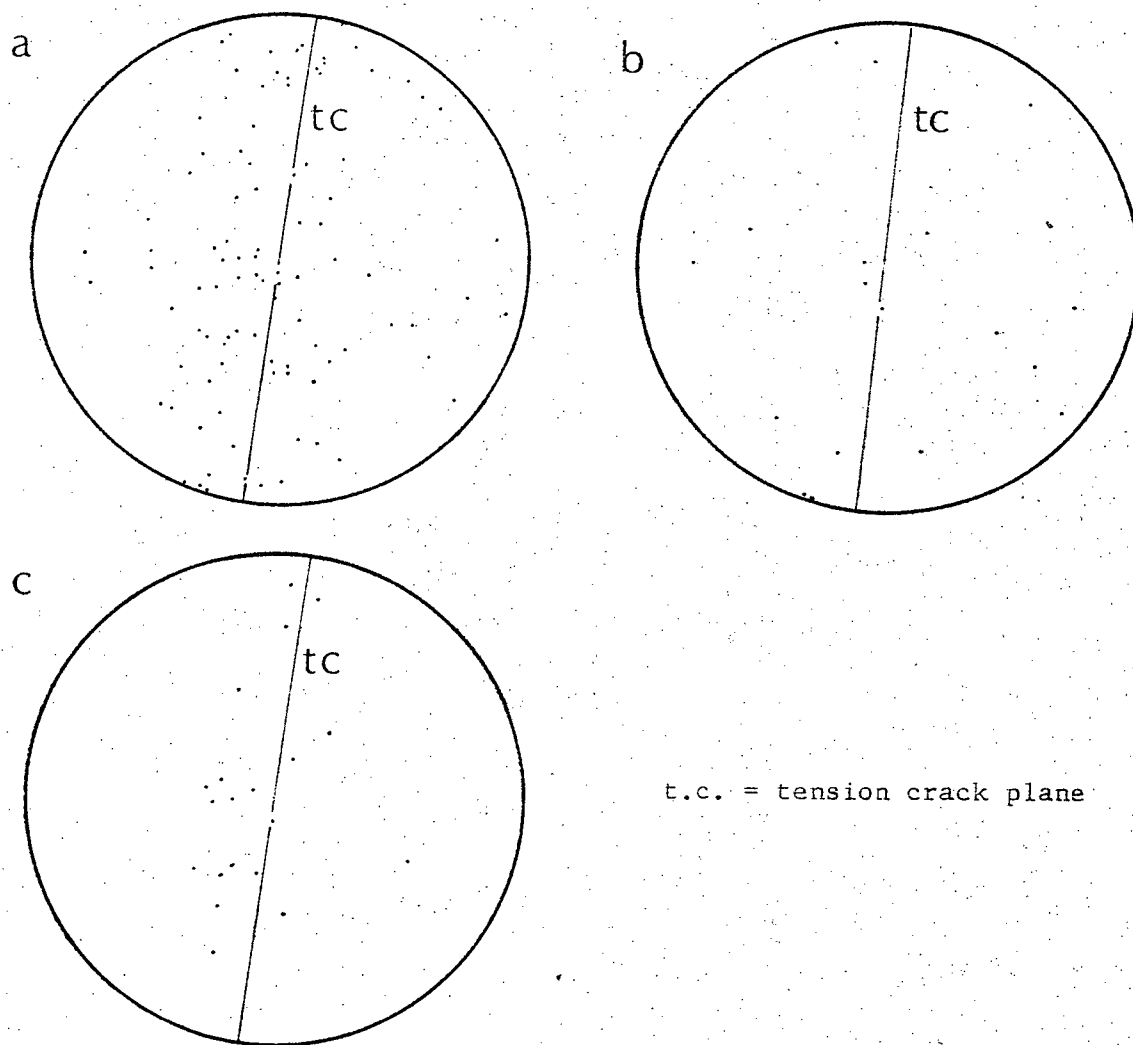 a
tc
b
tc
c
tc
t.c. = tension crack plane